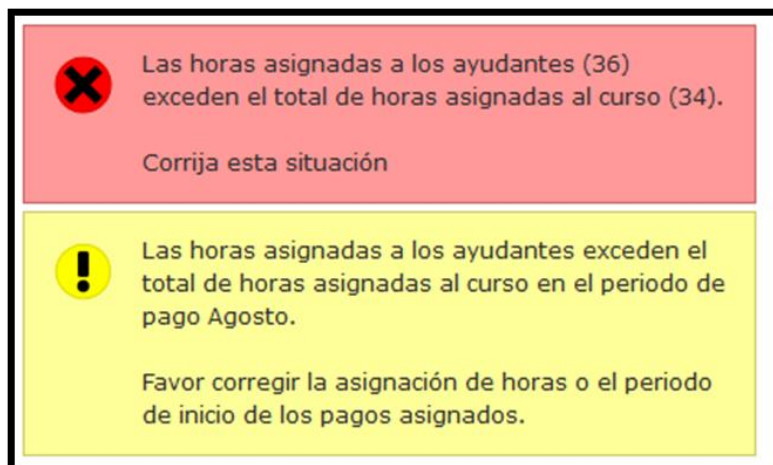 Las horas asignadas a los ayudantes (36)
exceden el total de horas asignadas al curso (34).
Corrija esta situación
Las horas asignadas a los ayudantes exceden el
total de horas asignadas al curso en el periodo de
pago Agosto.
Favor corregir la asignación de horas o el periodo
de inicio de los pagos asignados.